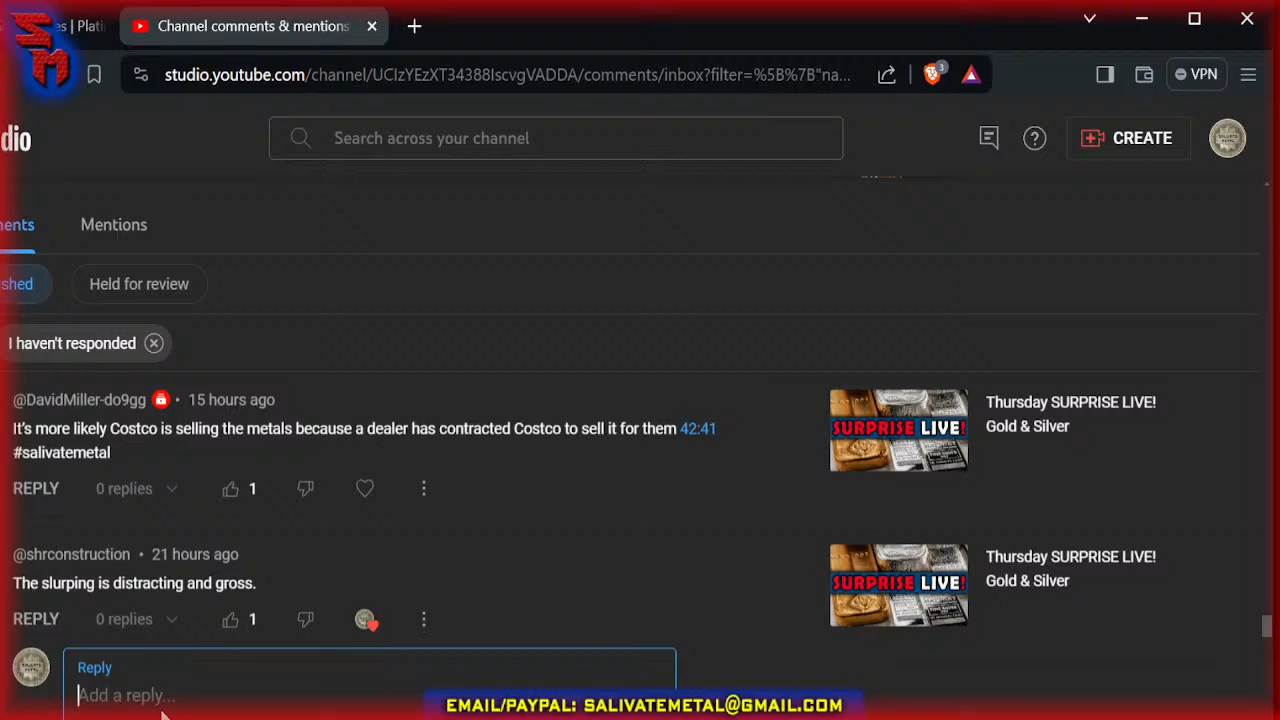 SM
es | Plati
Channel comments & mentions
studio.youtube.com/channel/UCIzYEzXT34388IscvgVADDA/comments/inbox?filter=%5B%7B"na...
3
VPN
dio
Search across your channel
CREATE
nents
Mentions
shed
Held for review
I haven't responded
@DavidMiller-do9gg • 15 hours ago
It's more likely Costco is selling the metals because a dealer has contracted Costco to sell it for them 42:41
#salivatemetal
REPLY 0 replies 1
SURPRISE LIVE!
Thursday SURPRISE LIVE!
Gold & Silver
@shrconstruction • 21 hours ago
The slurping is distracting and gross.
REPLY 0 replies 1
SURPRISE LIVE!
Thursday SURPRISE LIVE!
Gold & Silver
Reply
Add a reply...
EMAIL/PAYPAL: SALIVATEMETAL@GMAIL.COM